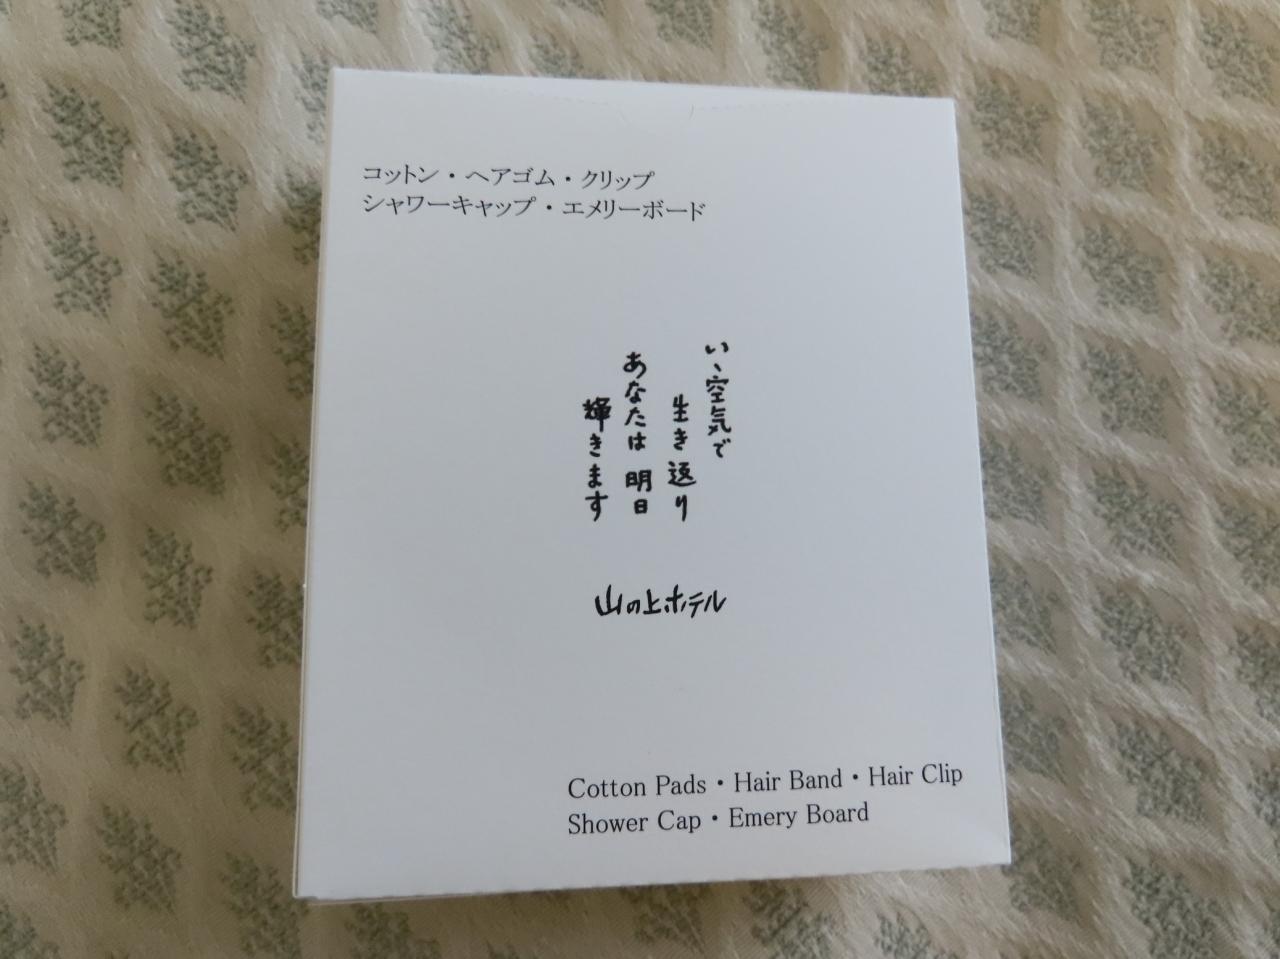 コットン・ヘアゴム・クリップ
シャワーキャップ・エメリーボード
いゝ空気で
生き返り
あなたは明日
輝きます
山の上ホテル
Cotton Pads・Hair Band・Hair Clip
Shower Cap・Emery Board